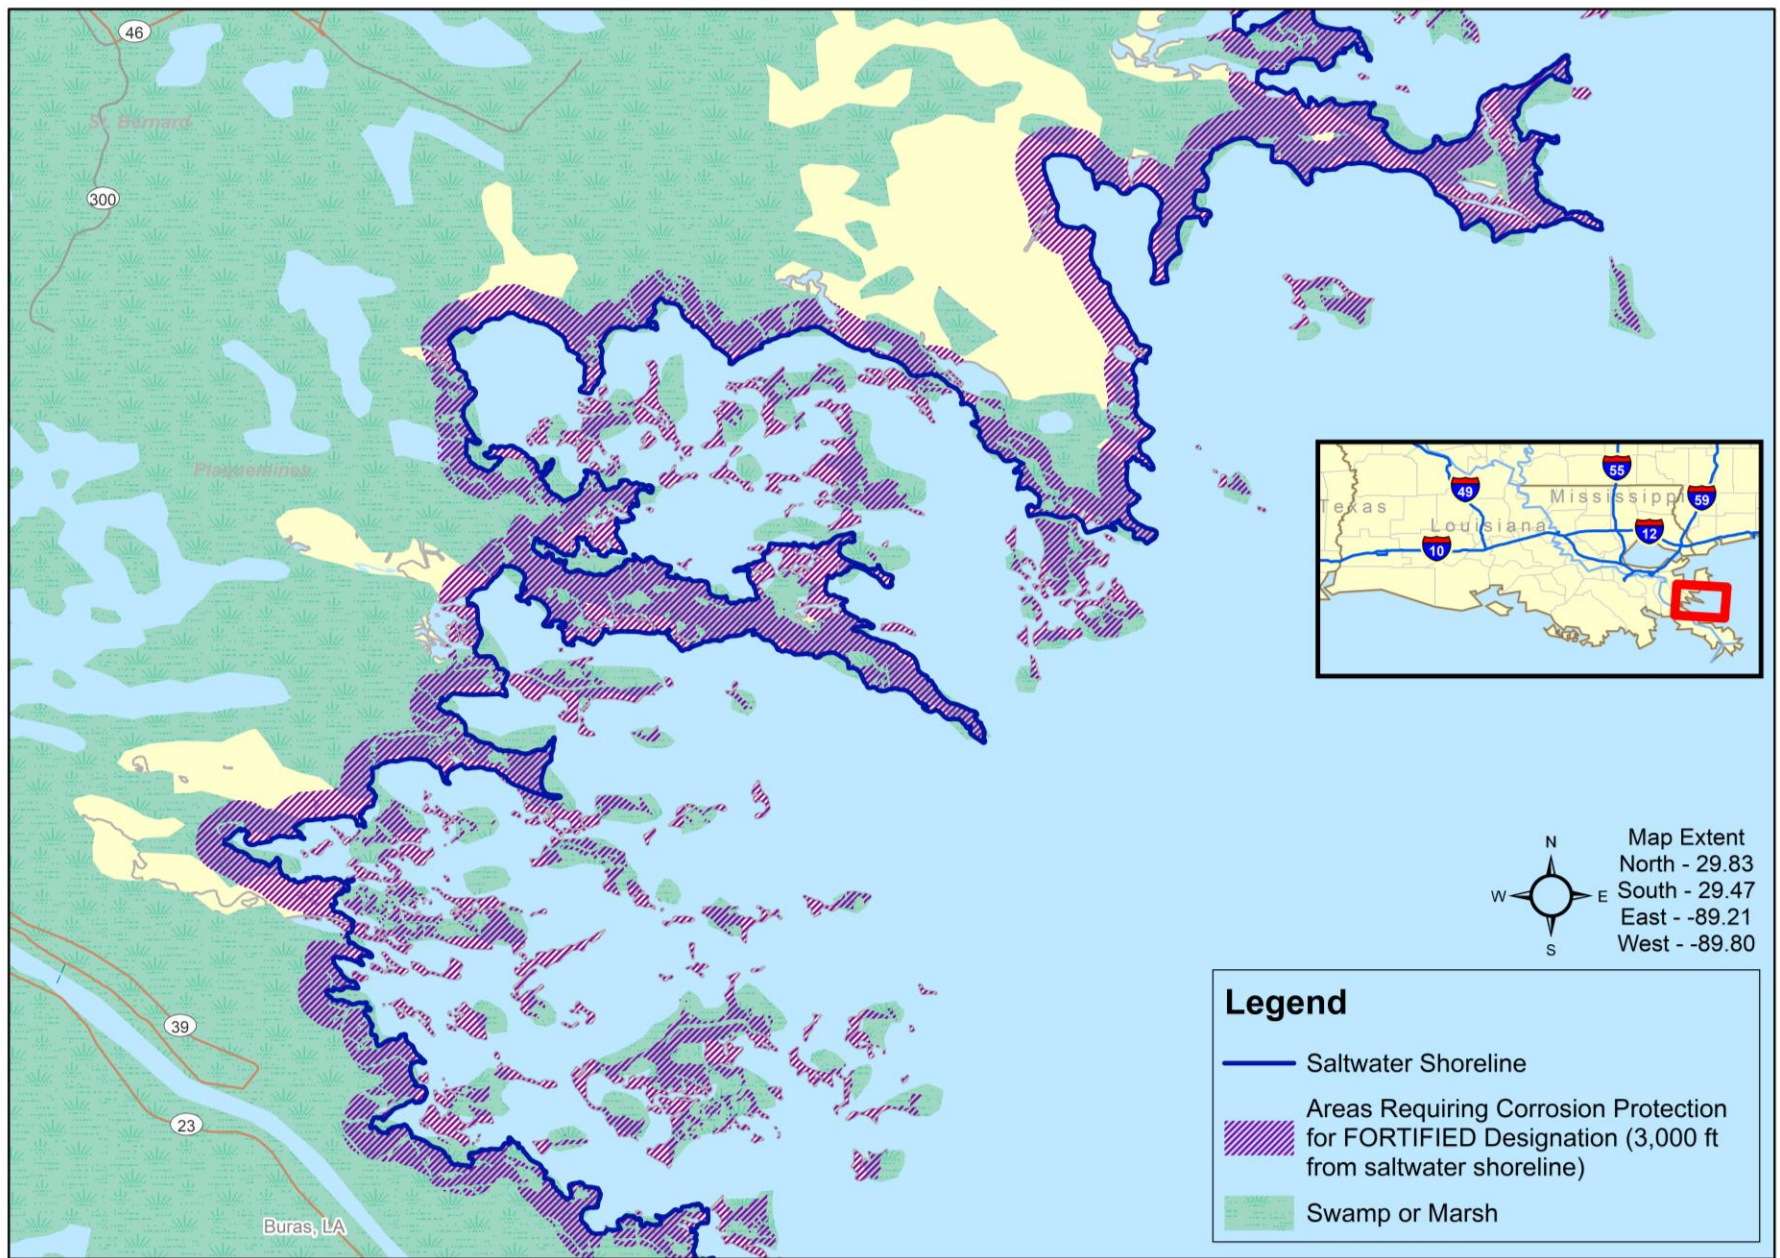 46
St. Bernard
300
Plaquemines
39
23
Buras, LA
49
55
59
Texas
Mississippi
Louisiana
12
10
N
W
E
S
Map Extent
North - 29.83
South - 29.47
East - -89.21
West - -89.80
Legend
Saltwater Shoreline
Areas Requiring Corrosion Protection
for FORTIFIED Designation (3,000 ft
from saltwater shoreline)
Swamp or Marsh